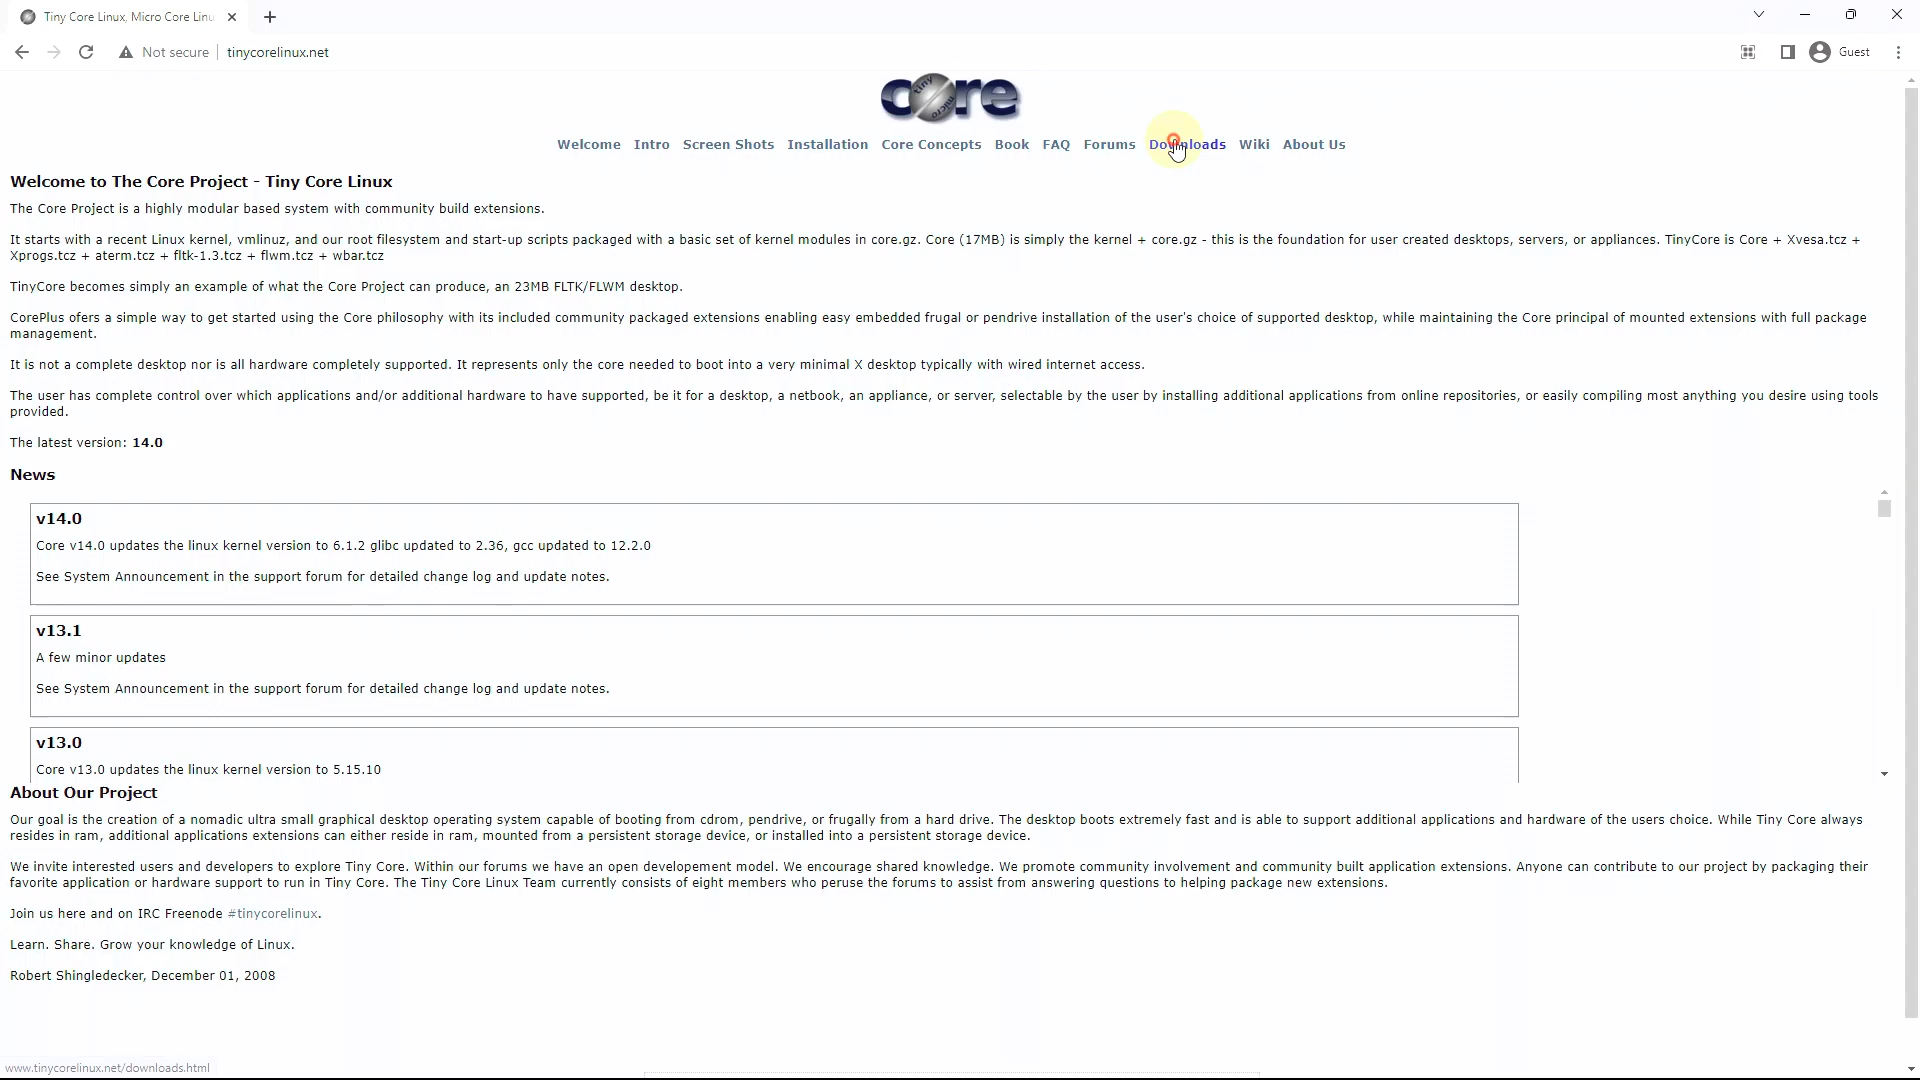 Tiny Core Linux, Micro Core Linu
Not secure
tinycorelinux.net
Guest
core
tiny
micro
Welcome Intro Screen Shots Installation Core Concepts Book FAQ Forums Downloads Wiki About Us
Welcome to The Core Project - Tiny Core Linux
The Core Project is a highly modular based system with community build extensions.
It starts with a recent Linux kernel, vmlinuz, and our root filesystem and start-up scripts packaged with a basic set of kernel modules in core.gz. Core (17MB) is simply the kernel + core.gz - this is the foundation for user created desktops, servers, or appliances. TinyCore is Core + Xvesa.tcz +
Xprogs.tcz + aterm.tcz + fltk-1.3.tcz + flwm.tcz + wbar.tcz
TinyCore becomes simply an example of what the Core Project can produce, an 23MB FLTK/FLWM desktop.
CorePlus ofers a simple way to get started using the Core philosophy with its included community packaged extensions enabling easy embedded frugal or pendrive installation of the user's choice of supported desktop, while maintaining the Core principal of mounted extensions with full package
management.
It is not a complete desktop nor is all hardware completely supported. It represents only the core needed to boot into a very minimal X desktop typically with wired internet access.
The user has complete control over which applications and/or additional hardware to have supported, be it for a desktop, a netbook, an appliance, or server, selectable by the user by installing additional applications from online repositories, or easily compiling most anything you desire using tools
provided.
The latest version: 14.0
News
v14.0
Core v14.0 updates the linux kernel version to 6.1.2 glibc updated to 2.36, gcc updated to 12.2.0
See System Announcement in the support forum for detailed change log and update notes.
v13.1
A few minor updates
See System Announcement in the support forum for detailed change log and update notes.
v13.0
Core v13.0 updates the linux kernel version to 5.15.10
About Our Project
Our goal is the creation of a nomadic ultra small graphical desktop operating system capable of booting from cdrom, pendrive, or frugally from a hard drive. The desktop boots extremely fast and is able to support additional applications and hardware of the users choice. While Tiny Core always
resides in ram, additional applications extensions can either reside in ram, mounted from a persistent storage device, or installed into a persistent storage device.
We invite interested users and developers to explore Tiny Core. Within our forums we have an open developement model. We encourage shared knowledge. We promote community involvement and community built application extensions. Anyone can contribute to our project by packaging their
favorite application or hardware support to run in Tiny Core. The Tiny Core Linux Team currently consists of eight members who peruse the forums to assist from answering questions to helping package new extensions.
Join us here and on IRC Freenode #tinycorelinux.
Learn. Share. Grow your knowledge of Linux.
Robert Shingledecker, December 01, 2008
www.tinycorelinux.net/downloads.html